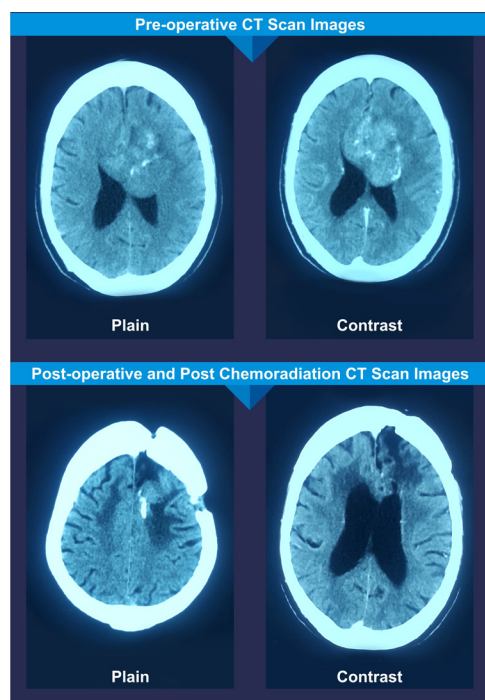 Pre-operative CT Scan Images
Plain
Contrast
Post-operative and Post Chemoradiation CT Scan Images
Plain
Contrast